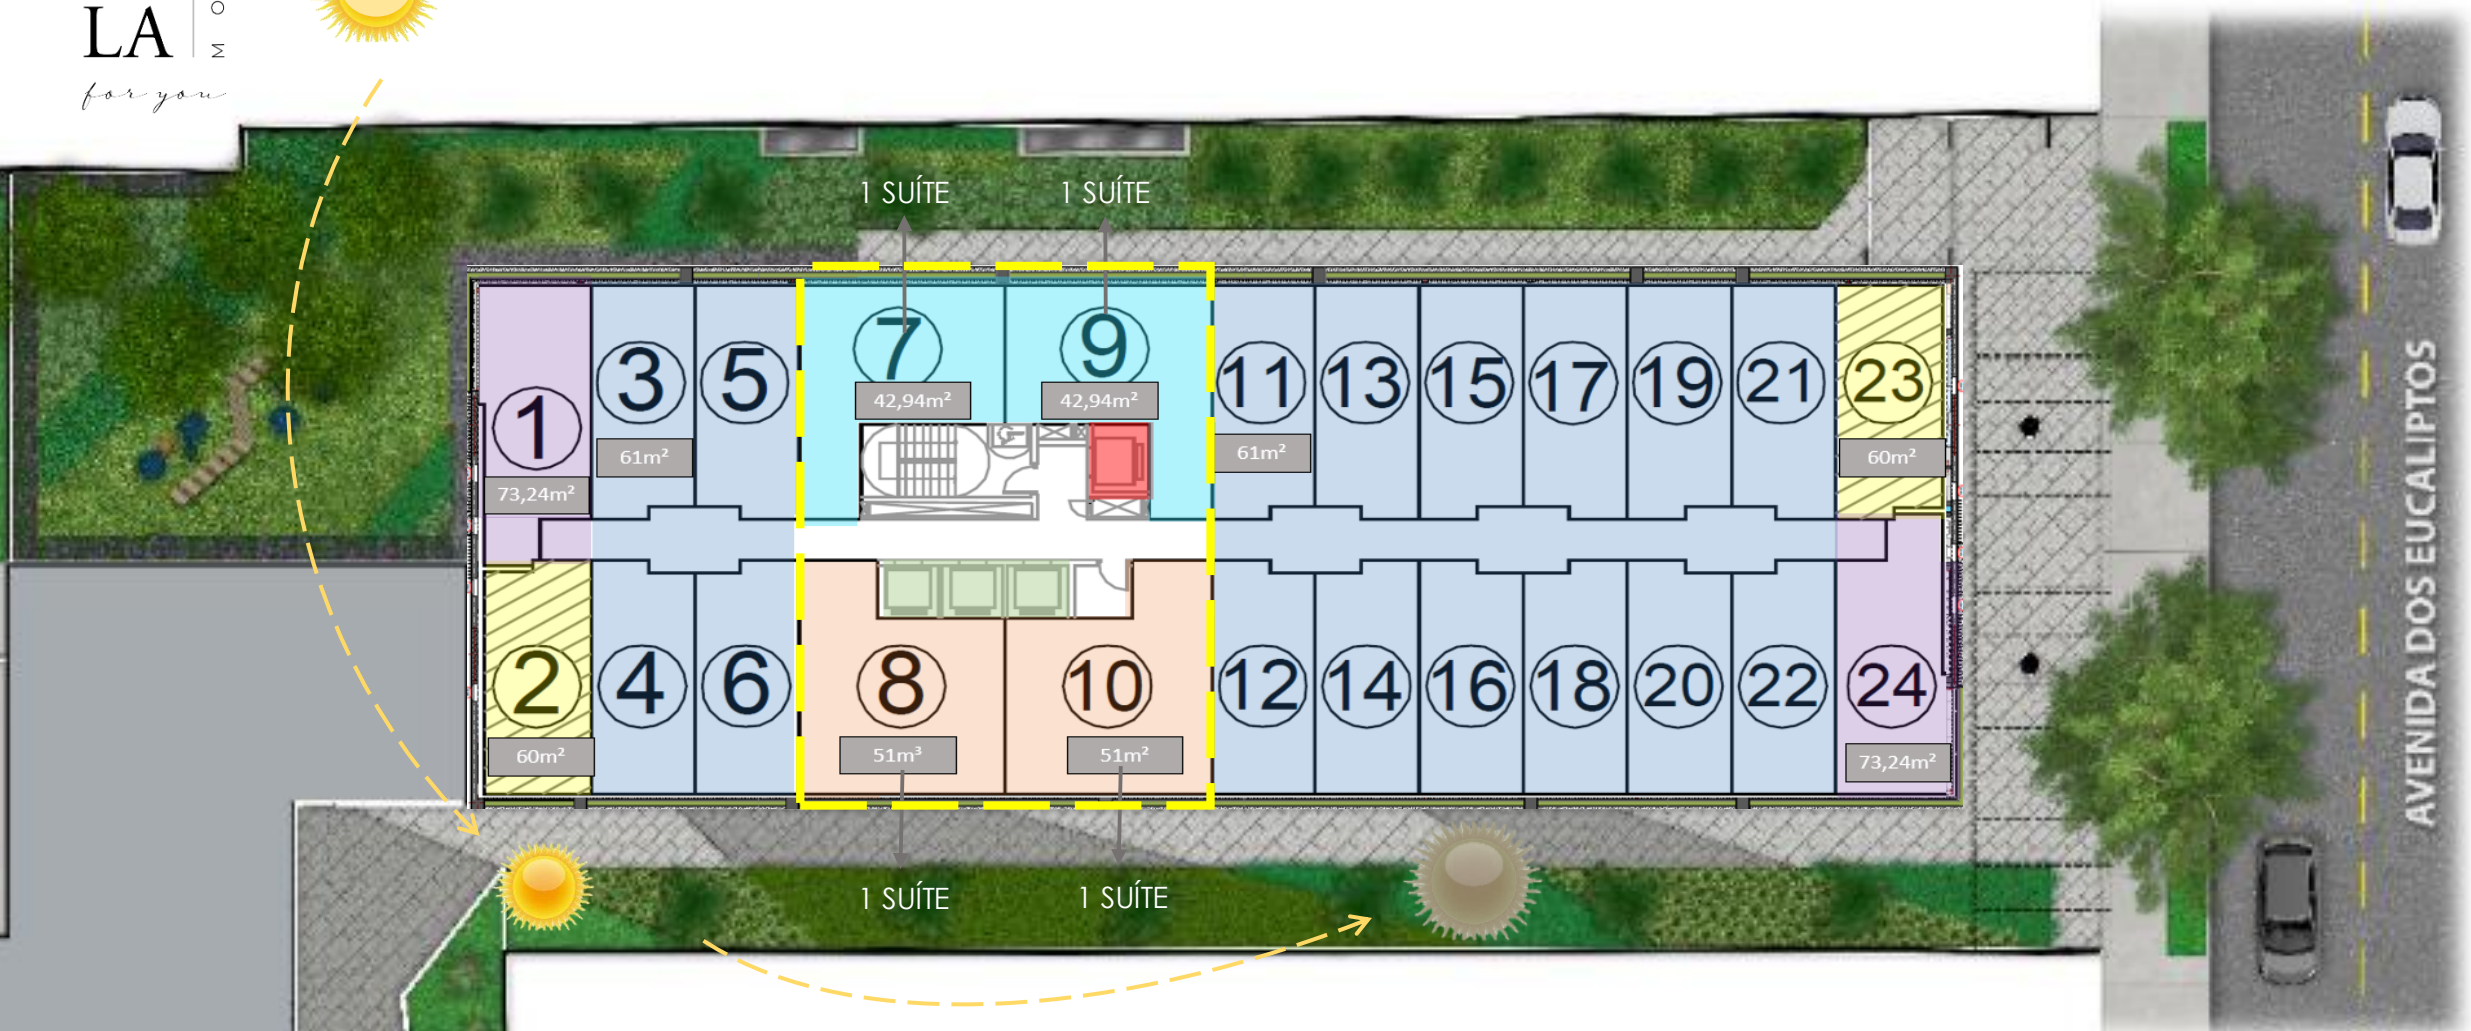 LA
MO
for you
1 SUÍTE
1 SUÍTE
1
3
5
7
9
11
13
15
17
19
21
23
73,24m²
61m²
42,94m²
42,94m²
61m²
60m²
2
4
6
8
10
12
14
16
18
20
22
24
60m²
51m³
51m²
73,24m²
1 SUÍTE
1 SUÍTE
AVENIDA DOS EUCALIPTOS